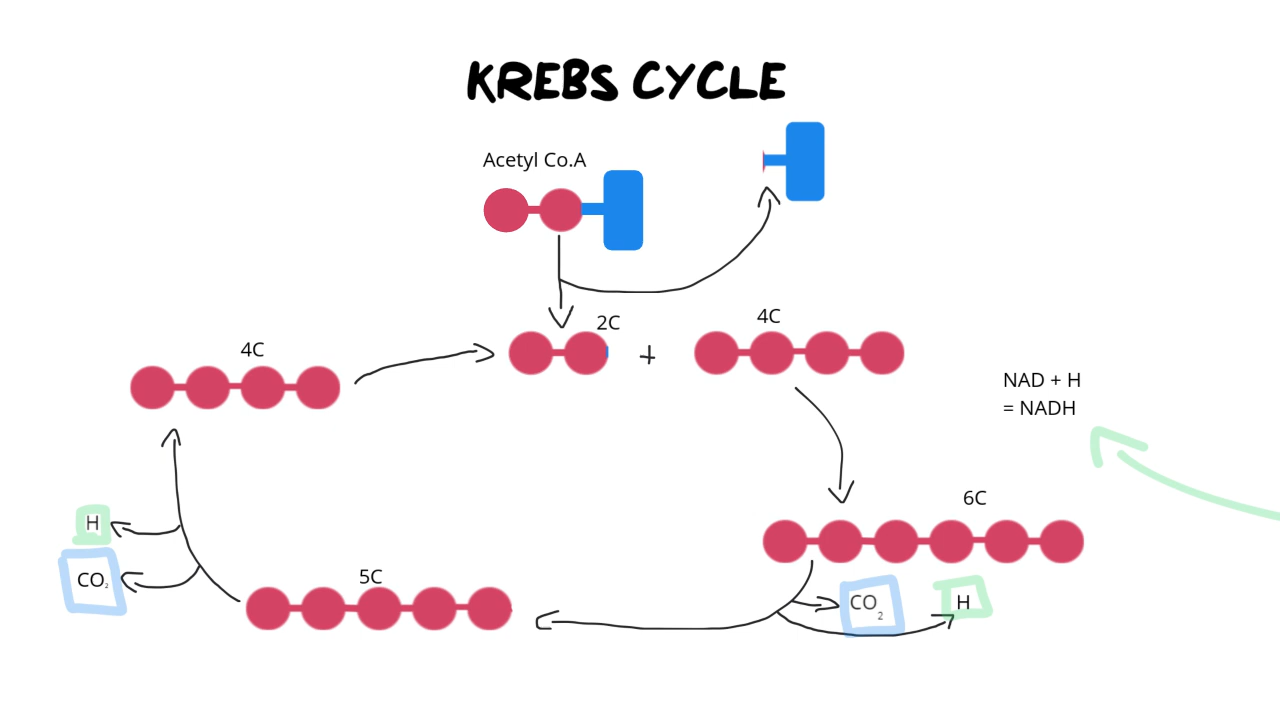 KREBS CYCLE
Acetyl Co.A
2C
+
4C
4C
NAD + H
= NADH
6C
H
CO₂
5C
CO₂
H